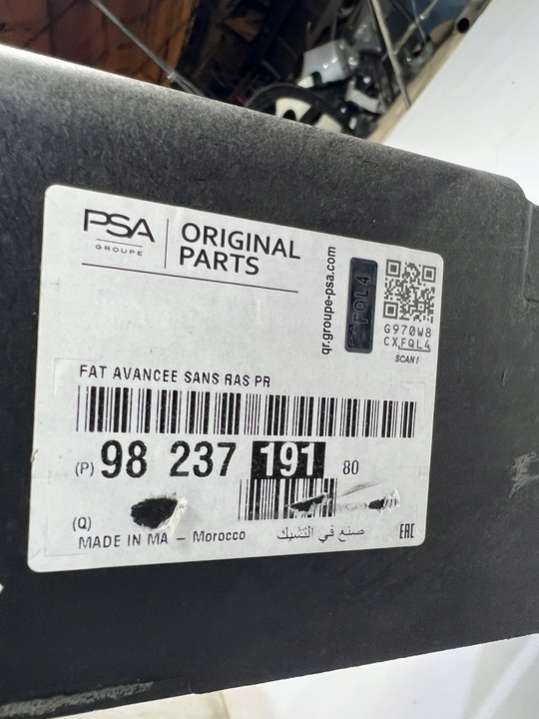 PSA
GROUPE
ORIGINAL
PARTS
qr.groupe-psa.com
FQL4
G970W8
CXFQL4
SCAN!
FAT AVANCEE SANS RAS PR
(P) 98 237 191 80
(Q)
MADE IN MA – Morocco
صنع في التشيك
EAC